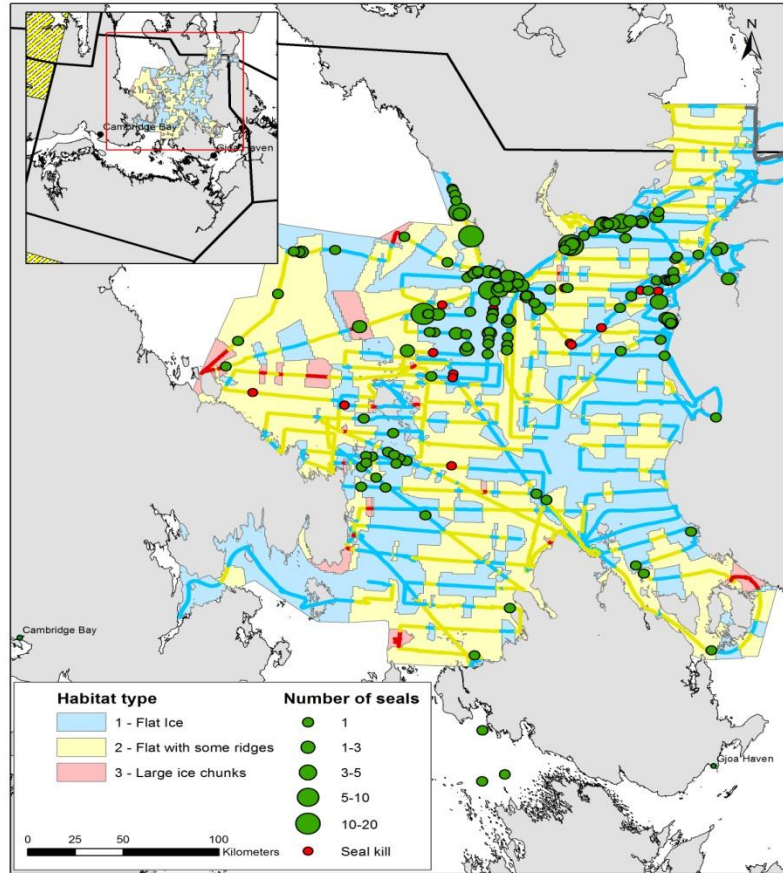 N
Cambridge Bay
Gjoa Haven
Cambridge Bay
Gjoa Haven
Habitat type
1 - Flat Ice
2 - Flat with some ridges
3 - Large ice chunks
0 25 50 100
Kilometers
Number of seals
1
1-3
3-5
5-10
10-20
Seal kill